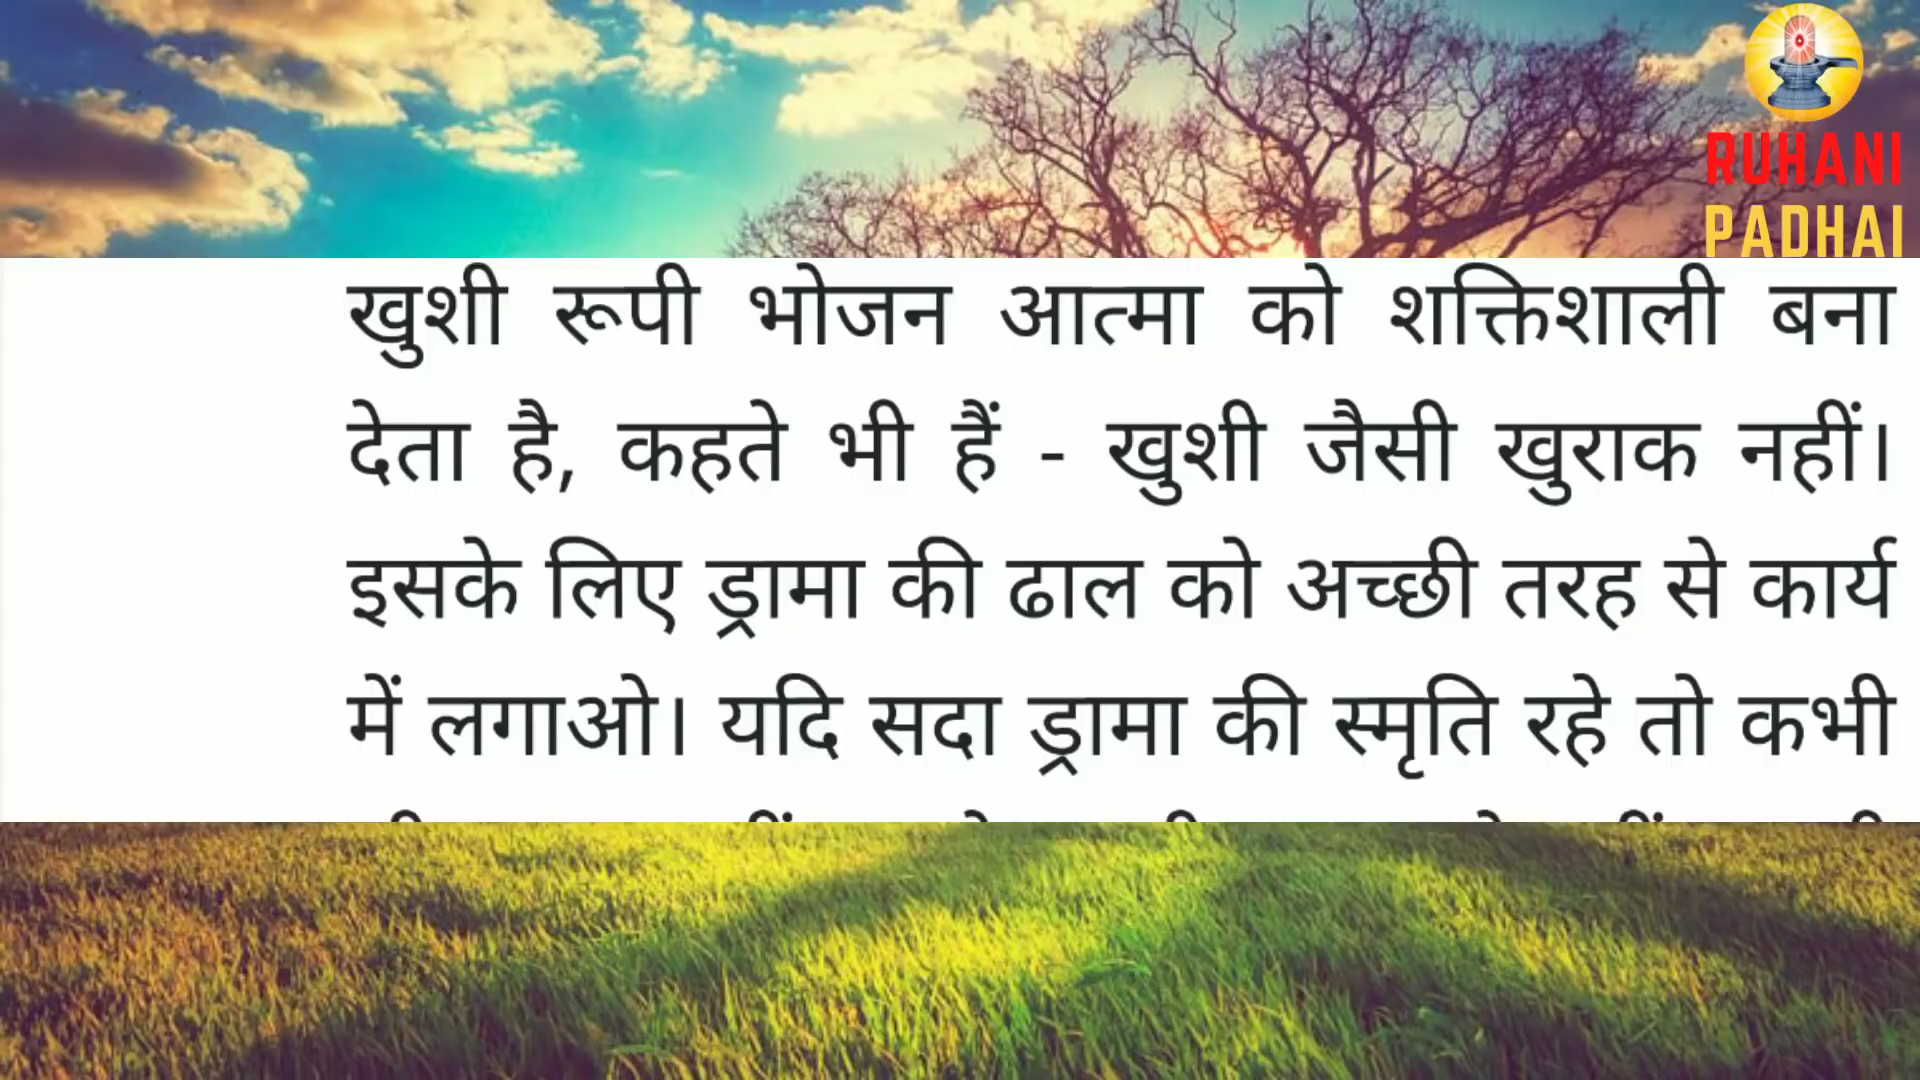 RUHANI
PADHAI
खुशी रूपी भोजन आत्मा को शक्तिशाली बना
देता है, कहते भी हैं - खुशी जैसी खुराक नहीं।
इसके लिए ड्रामा की ढाल को अच्छी तरह से कार्य
में लगाओ। यदि सदा ड्रामा की स्मृति रहे तो कभी